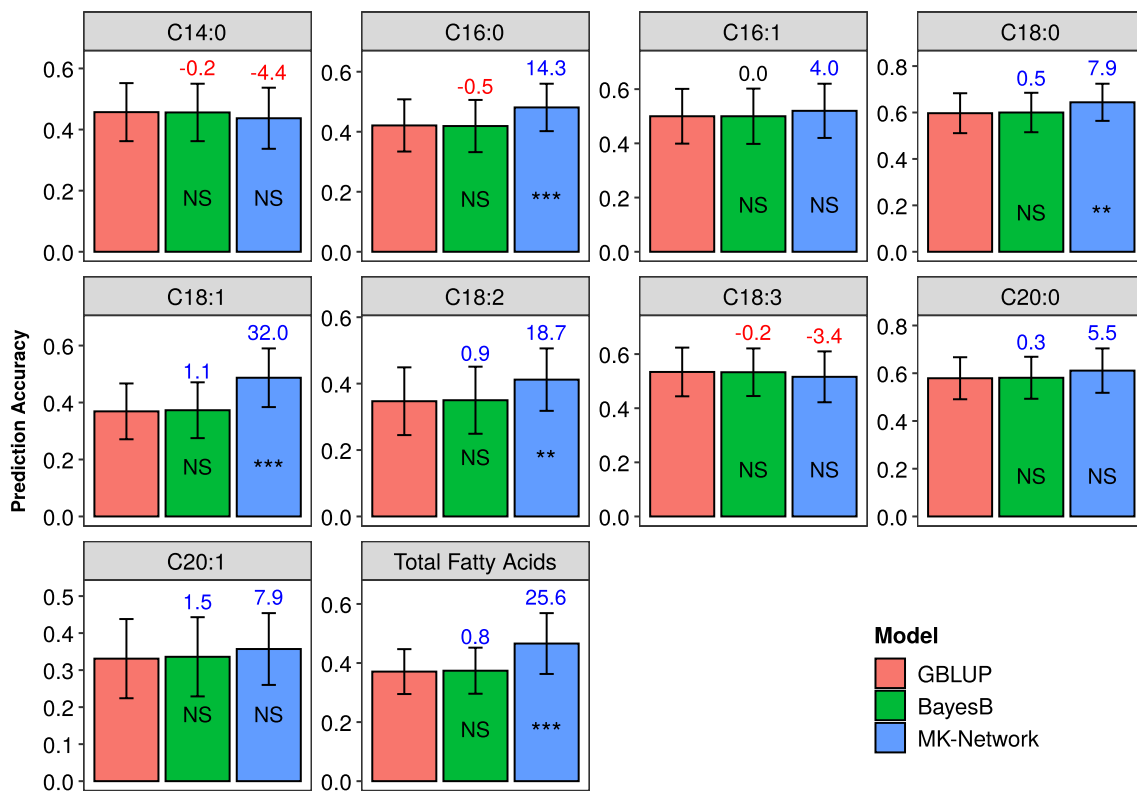 C14:0
C16:0
C16:1
C18:0
0.6
0.4
0.2
0.0
-0.2
-4.4
NS
NS
0.6
0.4
0.2
0.0
-0.5
14.3
NS
***
0.6
0.4
0.2
0.0
0.0
4.0
NS
NS
0.8
0.6
0.4
0.2
0.0
0.5
7.9
NS
**
Prediction Accuracy
C18:1
C18:2
C18:3
C20:0
0.6
0.4
0.2
0.0
1.1
32.0
NS
***
0.6
0.4
0.2
0.0
0.9
18.7
NS
**
0.6
0.4
0.2
0.0
-0.2
-3.4
NS
NS
0.8
0.6
0.4
0.2
0.0
0.3
5.5
NS
NS
C20:1
Total Fatty Acids
0.5
0.4
0.3
0.2
0.1
0.0
1.5
7.9
NS
NS
0.6
0.4
0.2
0.0
0.8
25.6
NS
***
Model
GBLUP
BayesB
MK-Network